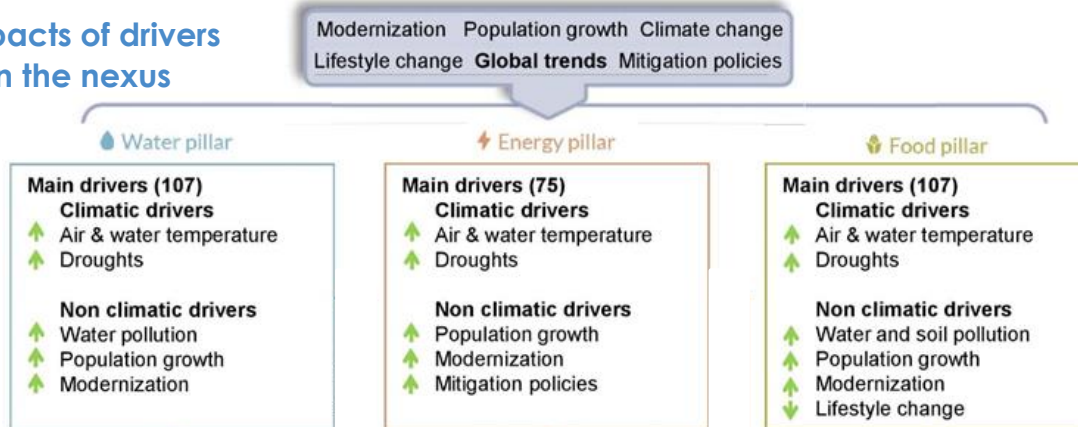 pacts of drivers
n the nexus
Modernization Population growth Climate change
Lifestyle change Global trends Mitigation policies
Water pillar
Main drivers (107)
Climatic drivers
Air & water temperature
Droughts
Non climatic drivers
Water pollution
Population growth
Modernization
Energy pillar
Main drivers (75)
Climatic drivers
Air & water temperature
Droughts
Non climatic drivers
Population growth
Modernization
Mitigation policies
Food pillar
Main drivers (107)
Climatic drivers
Air & water temperature
Droughts
Non climatic drivers
Water and soil pollution
Population growth
Modernization
Lifestyle change